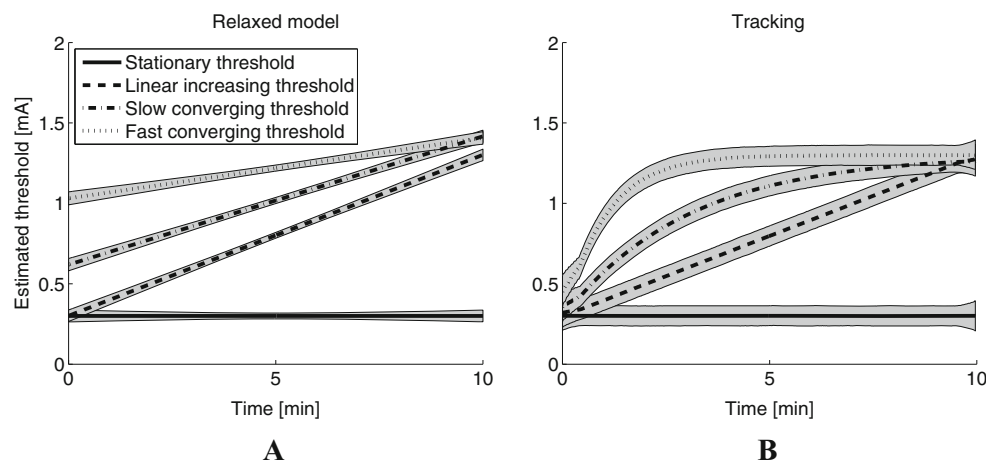 Relaxed model
Tracking
2
1.5
1
0.5
0
Estimated threshold [mA]
Stationary threshold
Linear increasing threshold
Slow converging threshold
Fast converging threshold
0
5
10
Time [min]
A
2
1.5
1
0.5
0
0
5
10
Time [min]
B